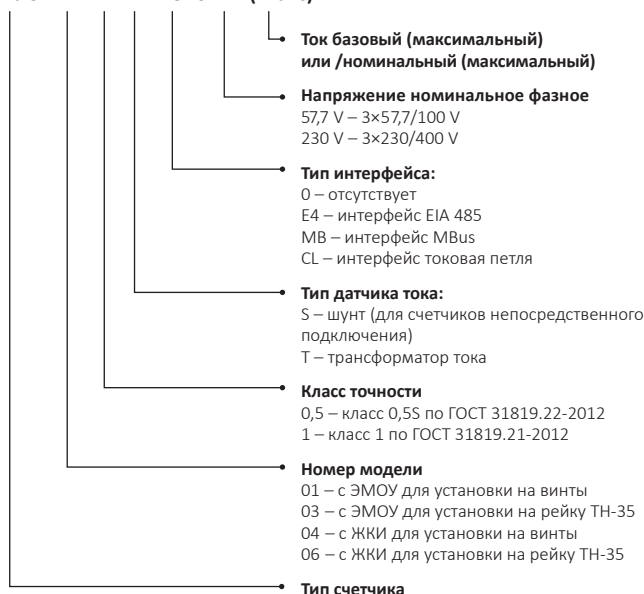 Ток базовый (максимальный)
или /номинальный (максимальный)
Напряжение номинальное фазное
57,7 V – 3×57,7/100 V
230 V – 3×230/400 V
Тип интерфейса:
0 – отсутствует
E4 – интерфейс EIA 485
MB – интерфейс MBus
CL – интерфейс токовая петля
Тип датчика тока:
S – шунт (для счетчиков непосредственного
подключения)
T – трансформатор тока
Класс точности
0,5 – класс 0,5S по ГОСТ 31819.22-2012
1 – класс 1 по ГОСТ 31819.21-2012
Номер модели
01 – с ЭМОУ для установки на винты
03 – с ЭМОУ для установки на рейку ТН-35
04 – с ЖКИ для установки на винты
06 – с ЖКИ для установки на рейку ТН-35
Тип счетчика